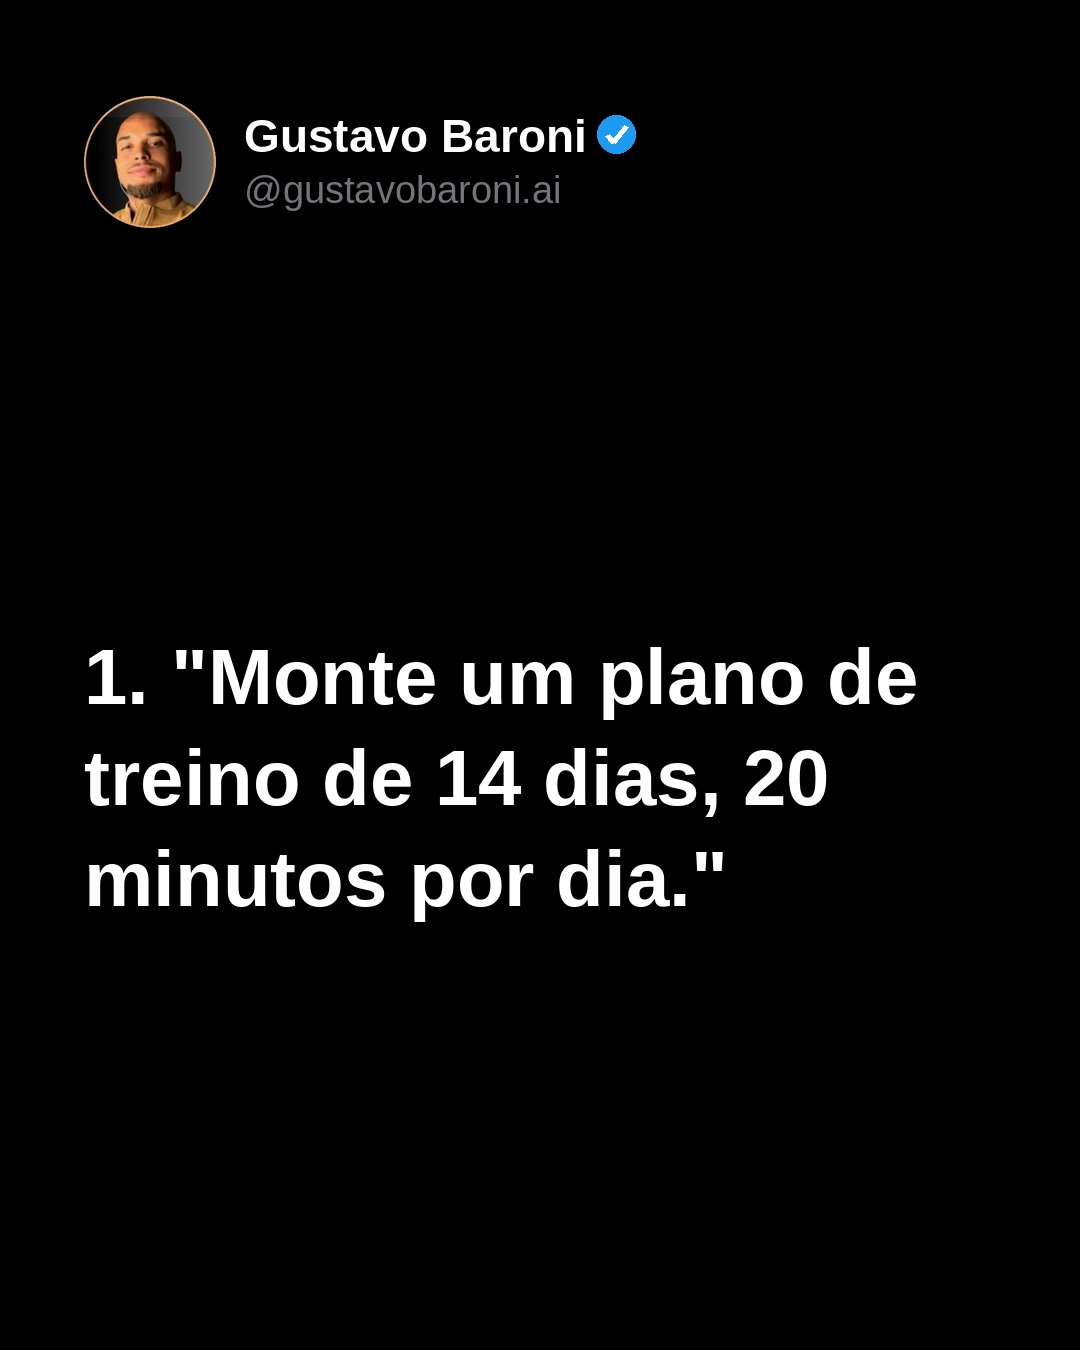 Gustavo Baroni
@gustavobaroni.ai
1. "Monte um plano de
treino de 14 dias, 20
minutos por dia."